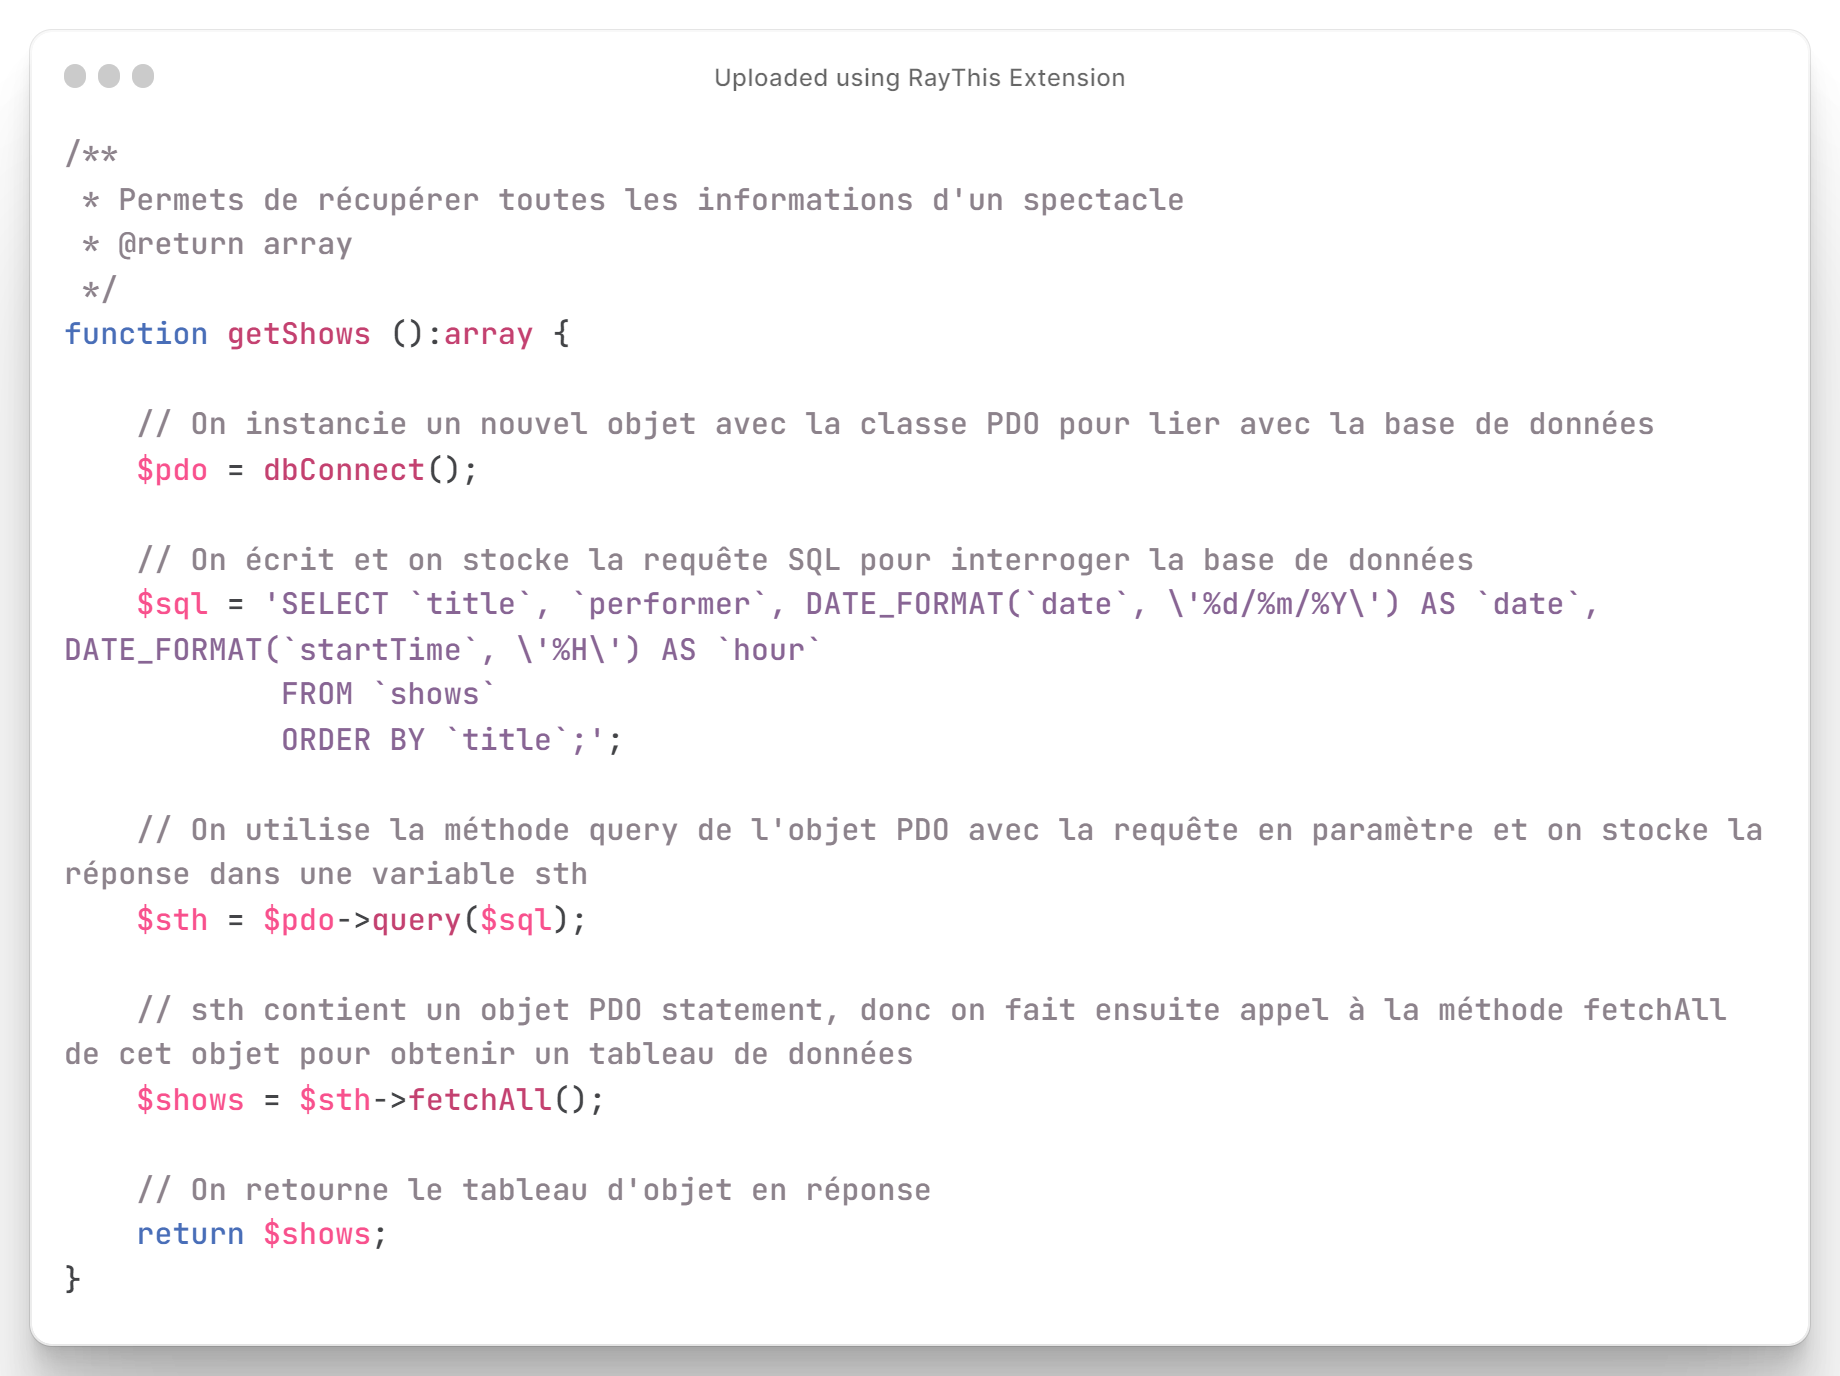 Uploaded using RayThis Extension
/**
 * Permets de récupérer toutes les informations d'un spectacle
 * @return array
 */
function getShows ():array {
    // On instancie un nouvel objet avec la classe PDO pour lier avec la base de données
    $pdo = dbConnect();
    // On écrit et on stocke la requête SQL pour interroger la base de données
    $sql = 'SELECT `title`, `performer`, DATE_FORMAT(`date`, \'%d/%m/%Y\') AS `date`,
DATE_FORMAT(`startTime`, \'%H\') AS `hour`
            FROM `shows`
            ORDER BY `title`;';
    // On utilise la méthode query de l'objet PDO avec la requête en paramètre et on stocke la
réponse dans une variable sth
    $sth = $pdo->query($sql);
    // sth contient un objet PDO statement, donc on fait ensuite appel à la méthode fetchAll
de cet objet pour obtenir un tableau de données
    $shows = $sth->fetchAll();
    // On retourne le tableau d'objet en réponse
    return $shows;
}